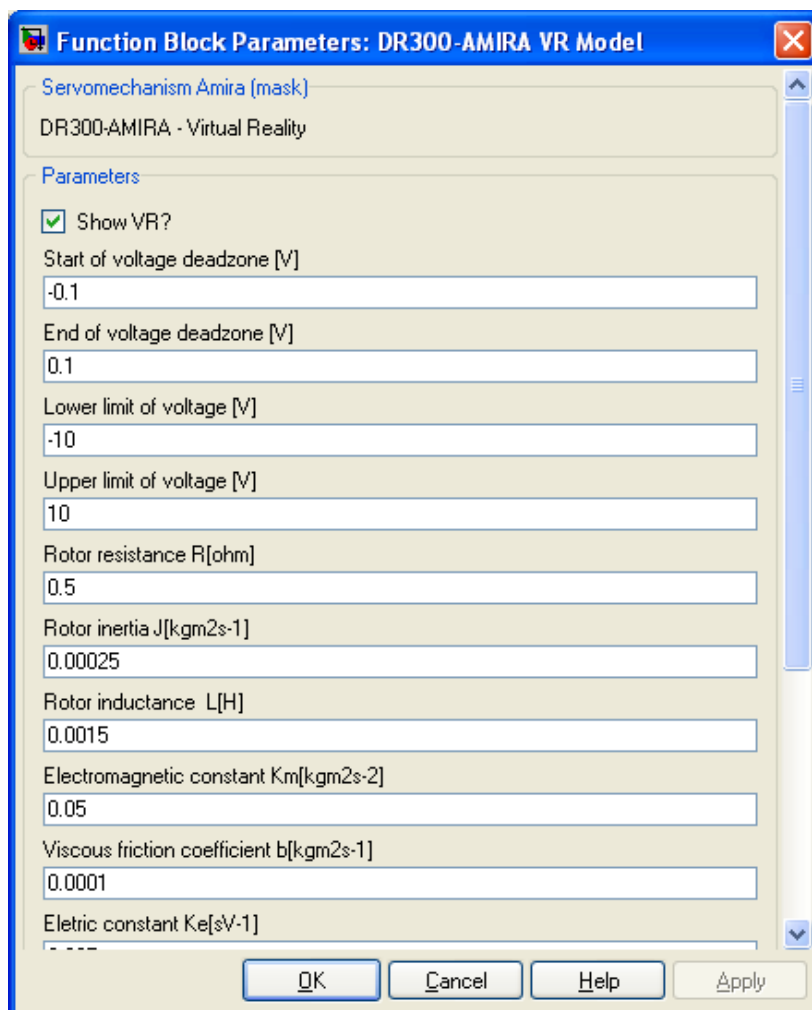 Function Block Parameters: DR300-AMIRA VR Model
Servomechanism Amira (mask)
DR300-AMIRA - Virtual Reality
Parameters
Show VR?
Start of voltage deadzone [V]
-0.1
End of voltage deadzone [V]
0.1
Lower limit of voltage [V]
-10
Upper limit of voltage [V]
10
Rotor resistance R[ohm]
0.5
Rotor inertia J[kgm2s-1]
0.00025
Rotor inductance L[H]
0.0015
Electromagnetic constant Km[kgm2s-2]
0.05
Viscous friction coefficient b[kgm2s-1]
0.0001
Eletric constant Ke[sV-1]
OK Cancel Help Apply